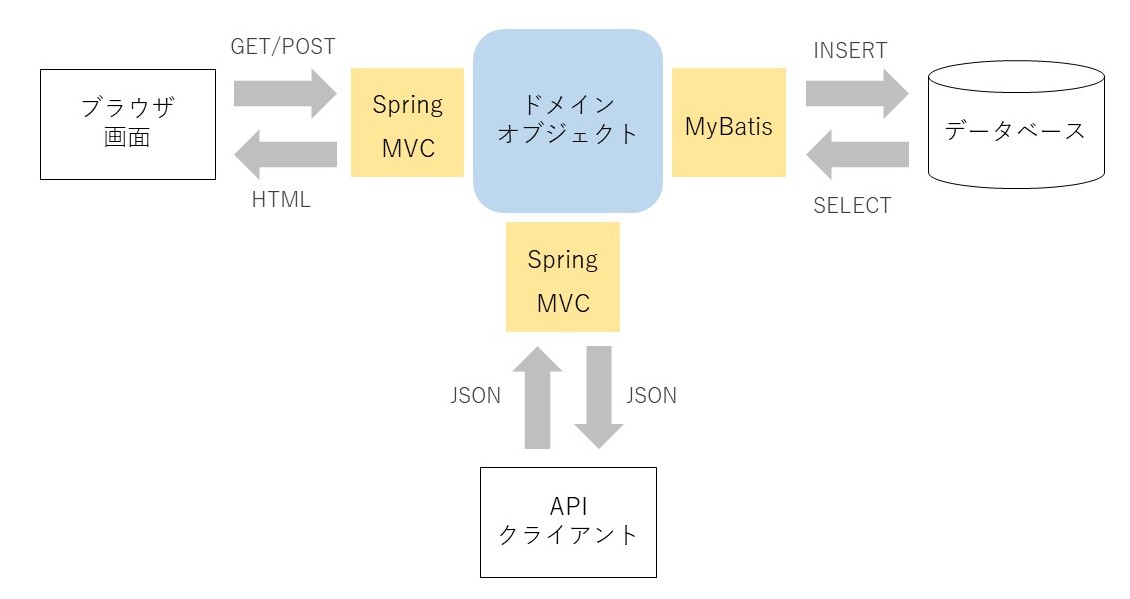 GET/POST
ブラウザ
画面
HTML
Spring
MVC
ドメイン
オブジェクト
MyBatis
INSERT
SELECT
データベース
Spring
MVC
JSON
JSON
API
クライアント